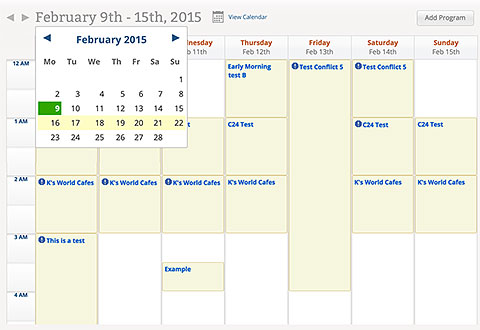 February 9th - 15th, 2015
View Calendar
Add Program
February 2015
Mo Tu We Th Fr Sa Su
1
2 3 4 5 6 7 8
9 10 11 12 13 14 15
16 17 18 19 20 21 22
23 24 25 26 27 28
Thursday Friday Saturday Sunday
Feb 11th Feb 12th Feb 13th Feb 14th Feb 15th
12 AM
Early Morning
test B
Test Conflict 5
Test Conflict 5
1 AM
C24 Test
C24 Test
C24 Test
2 AM
K's World Cafes
K's World Cafes
K's World Cafes
K's World Cafes
K's World Cafes
K's World Cafes
3 AM
This is a test
Example
4 AM